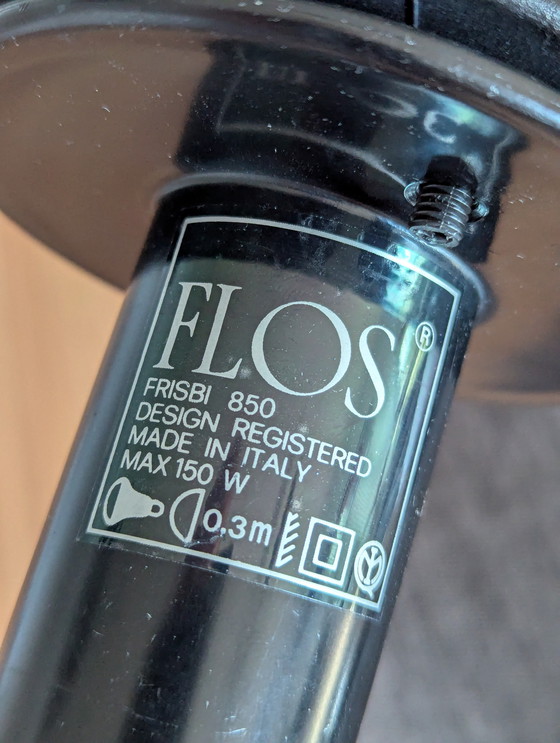 FLOS®
FRISBI 850
DESIGN REGISTERED
MADE IN ITALY
MAX 150 W
0,3m